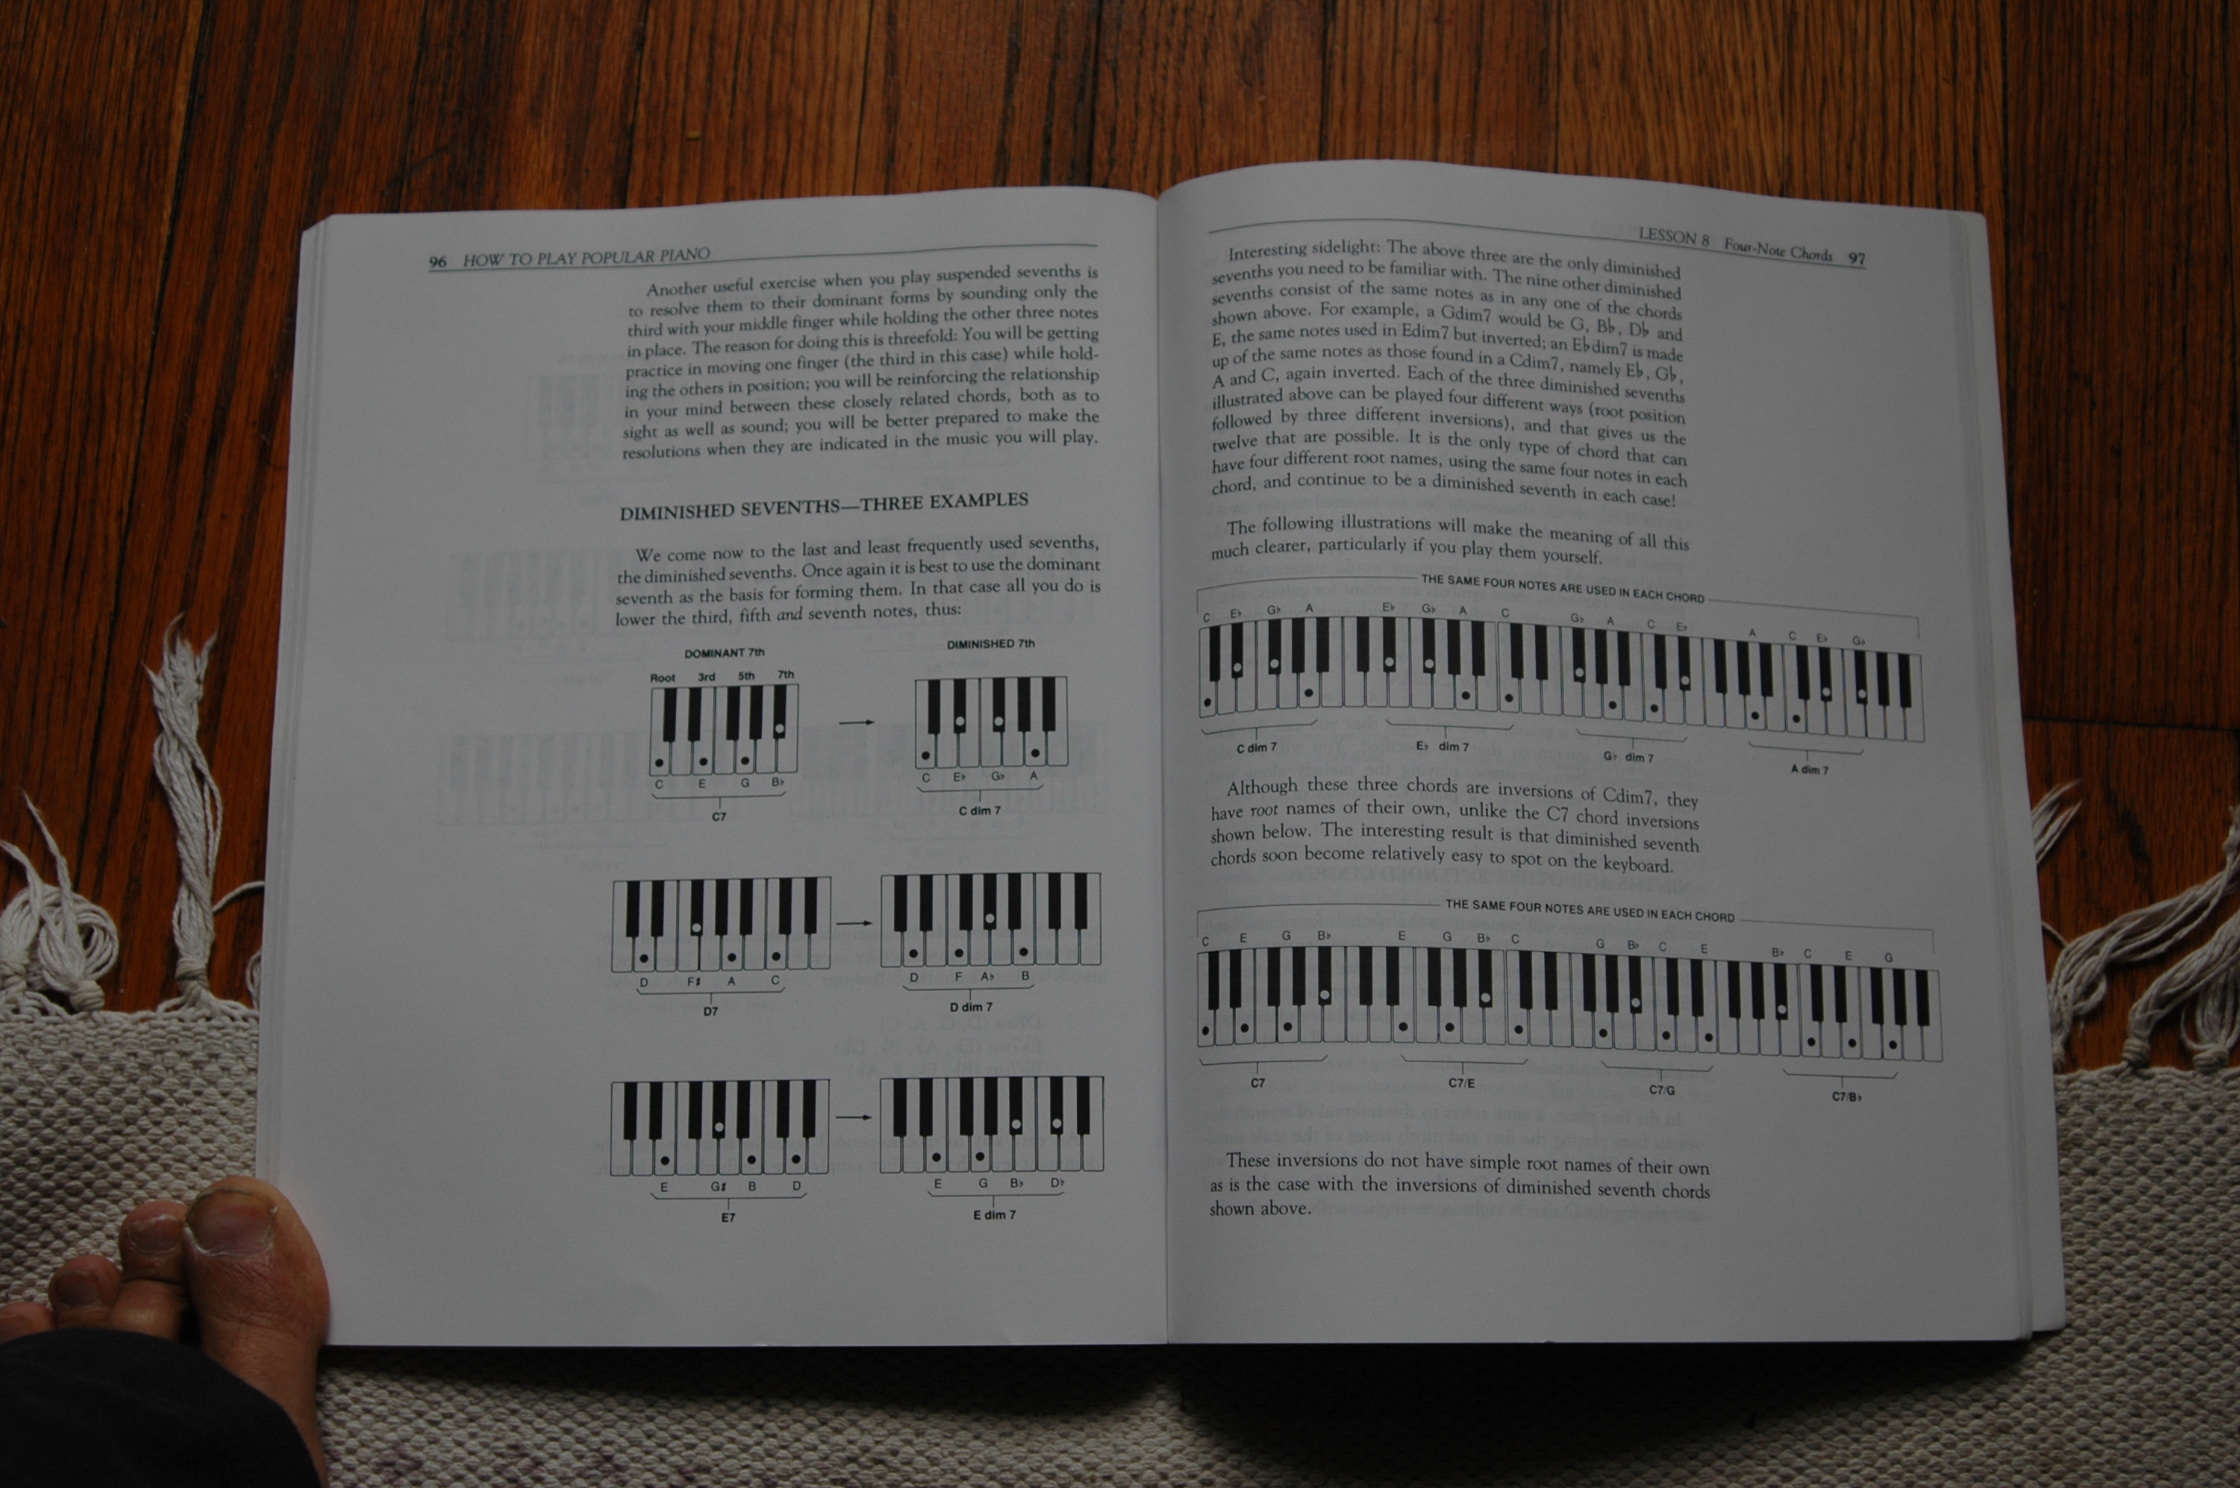 96 HOW TO PLAY POPULAR PIANO
Another useful exercise when you play suspended sevenths is
to resolve them to their dominant forms by sounding only the
third with your middle finger while holding the other three notes
in place. The reason for doing this is threefold: You will be getting
practice in moving one finger (the third in this case) while hold-
ing the others in position; you will be reinforcing the relationship
in your mind between these closely related chords, both as to
sight as well as sound; you will be better prepared to make the
resolutions when they are indicated in the music you will play.
DIMINISHED SEVENTHS—THREE EXAMPLES
We come now to the last and least frequently used sevenths,
the diminished sevenths. Once again it is best to use the dominant
seventh as the basis for forming them. In that case all you do is
lower the third, fifth and seventh notes, thus:
DOMINANT 7th DIMINISHED 7th
Root 3rd 5th 7th
C E G B♭ C E♭ G♭ A
C7 C dim 7
D F♯ A C D F A♭ B
D7 D dim 7
E G♯ B D E G B♭ D♭
E7 E dim 7
LESSON 8 Four-Note Chords 97
Interesting sidelight: The above three are the only diminished
sevenths you need to be familiar with. The nine other diminished
sevenths consist of the same notes as in any one of the chords
shown above. For example, a Gdim7 would be G, B♭, D♭ and
E, the same notes used in Edim7 but inverted; an E♭dim7 is made
up of the same notes as those found in a Cdim7, namely E♭, G♭,
A and C, again inverted. Each of the three diminished sevenths
illustrated above can be played four different ways (root position
followed by three different inversions), and that gives us the
twelve that are possible. It is the only type of chord that can
have four different root names, using the same four notes in each
chord, and continue to be a diminished seventh in each case!
The following illustrations will make the meaning of all this
much clearer, particularly if you play them yourself.
THE SAME FOUR NOTES ARE USED IN EACH CHORD
C E♭ G♭ A E♭ G♭ A C G♭ A C E♭ A C E♭ G♭
C dim 7 E♭ dim 7 G♭ dim 7 A dim 7
Although these three chords are inversions of Cdim7, they
have root names of their own, unlike the C7 chord inversions
shown below. The interesting result is that diminished seventh
chords soon become relatively easy to spot on the keyboard.
THE SAME FOUR NOTES ARE USED IN EACH CHORD
C E G B♭ E G B♭ C G B♭ C E B♭ C E G
C7 C7/E C7/G C7/B♭
These inversions do not have simple root names of their own
as is the case with the inversions of diminished seventh chords
shown above.